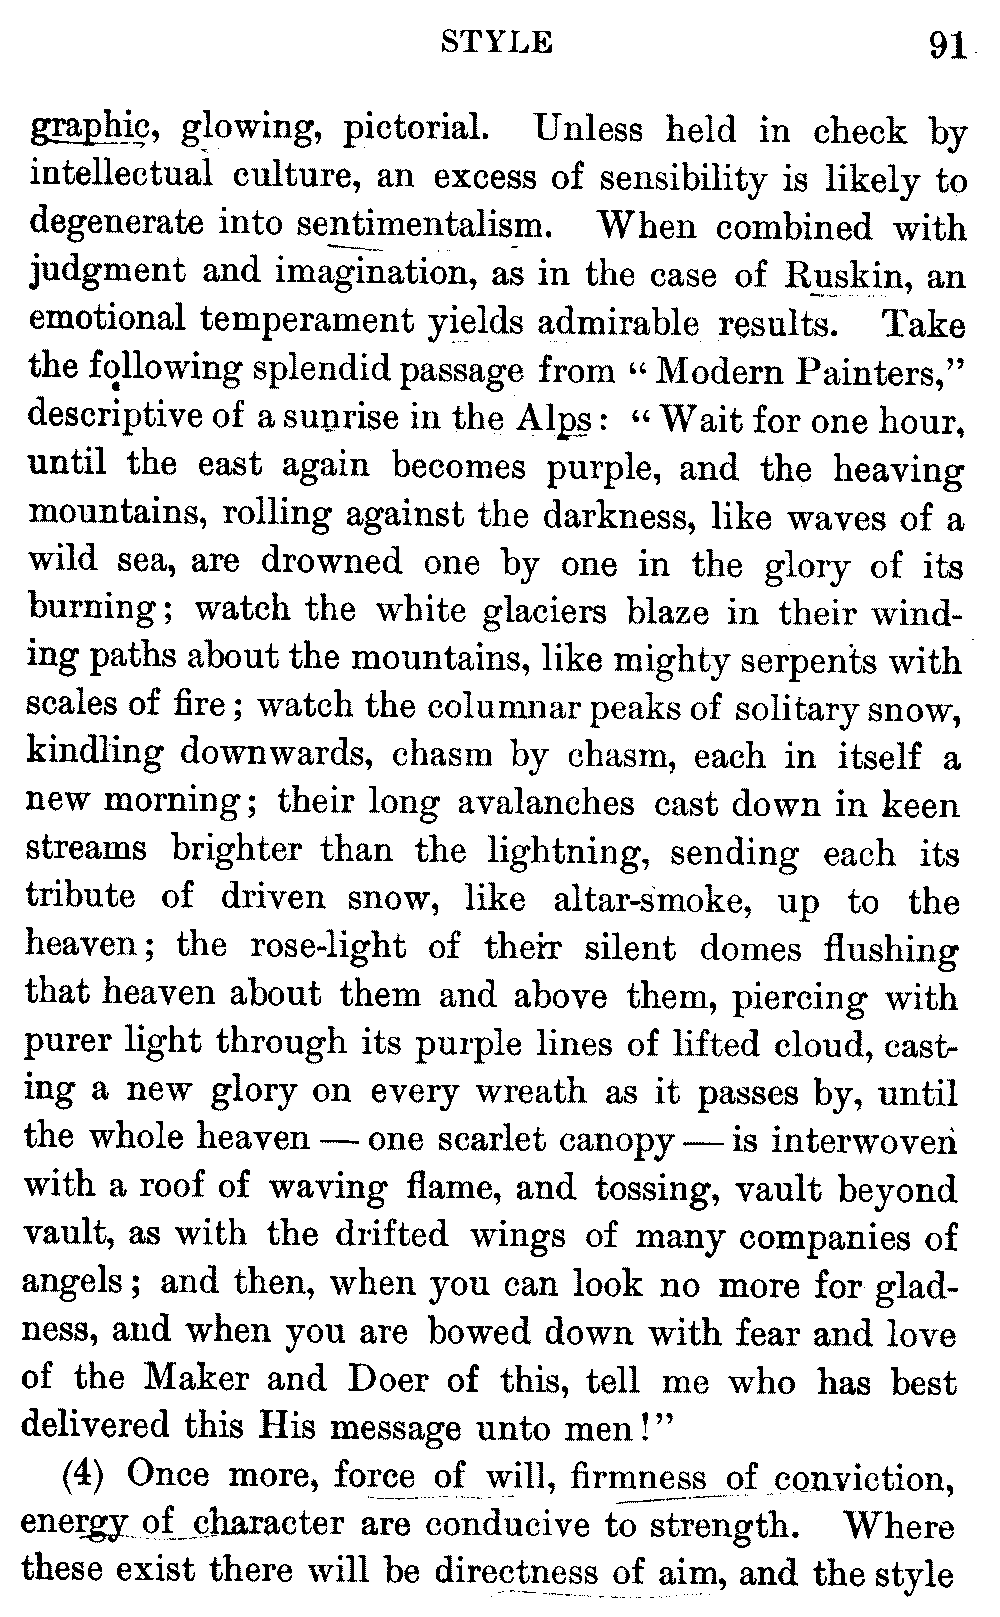 STYLE 91
graphic, glowing, pictorial. Unless held in check by
intellectual culture, an excess of sensibility is likely to
degenerate into sentimentalism. When combined with
judgment and imagination, as in the case of Ruskin, an
emotional temperament yields admirable results. Take
the following splendid passage from “ Modern Painters,”
descriptive of a sunrise in the Alps: “ Wait for one hour,
until the east again becomes purple, and the heaving
mountains, rolling against the darkness, like waves of a
wild sea, are drowned one by one in the glory of its
burning; watch the white glaciers blaze in their wind-
ing paths about the mountains, like mighty serpents with
scales of fire; watch the columnar peaks of solitary snow,
kindling downwards, chasm by chasm, each in itself a
new morning; their long avalanches cast down in keen
streams brighter than the lightning, sending each its
tribute of driven snow, like altar-smoke, up to the
heaven; the rose-light of their silent domes flushing
that heaven about them and above them, piercing with
purer light through its purple lines of lifted cloud, cast-
ing a new glory on every wreath as it passes by, until
the whole heaven — one scarlet canopy — is interwoven
with a roof of waving flame, and tossing, vault beyond
vault, as with the drifted wings of many companies of
angels; and then, when you can look no more for glad-
ness, and when you are bowed down with fear and love
of the Maker and Doer of this, tell me who has best
delivered this His message unto men!”
(4) Once more, force of will, firmness of conviction,
energy of character are conducive to strength. Where
these exist there will be directness of aim, and the style